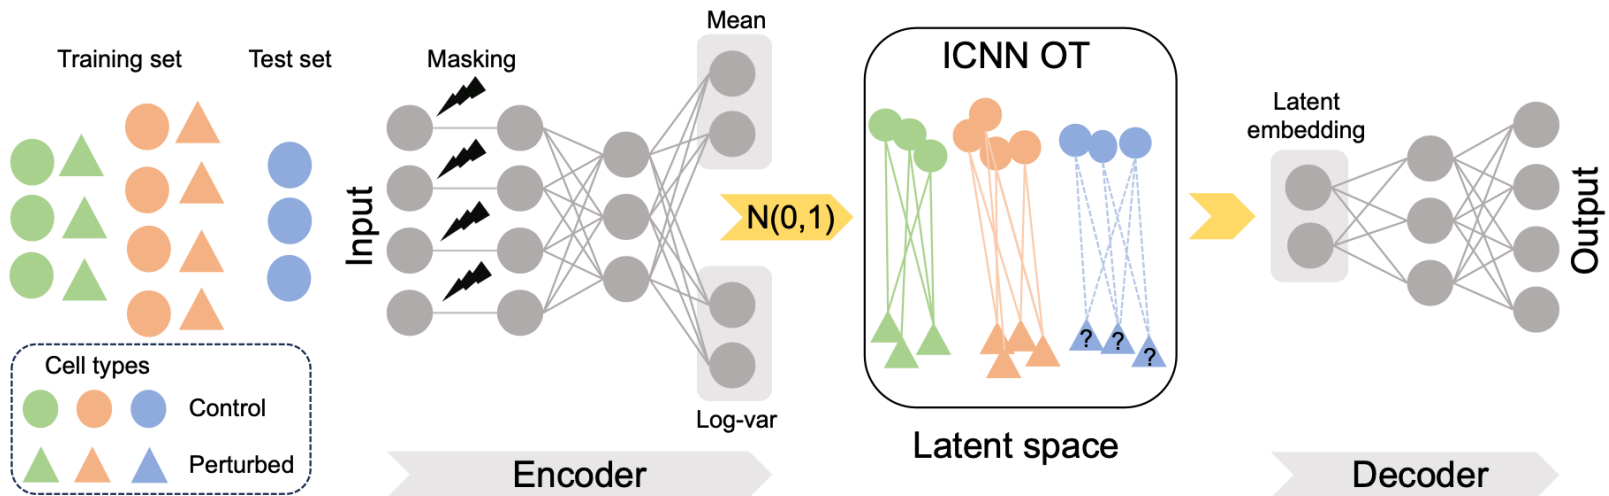 Training set
Test set
Masking
Mean
ICNN OT
Latent
embedding
Input
N(0,1)
Output
? ? ?
Cell types
Control
Perturbed
Log-var
Latent space
Encoder
Decoder